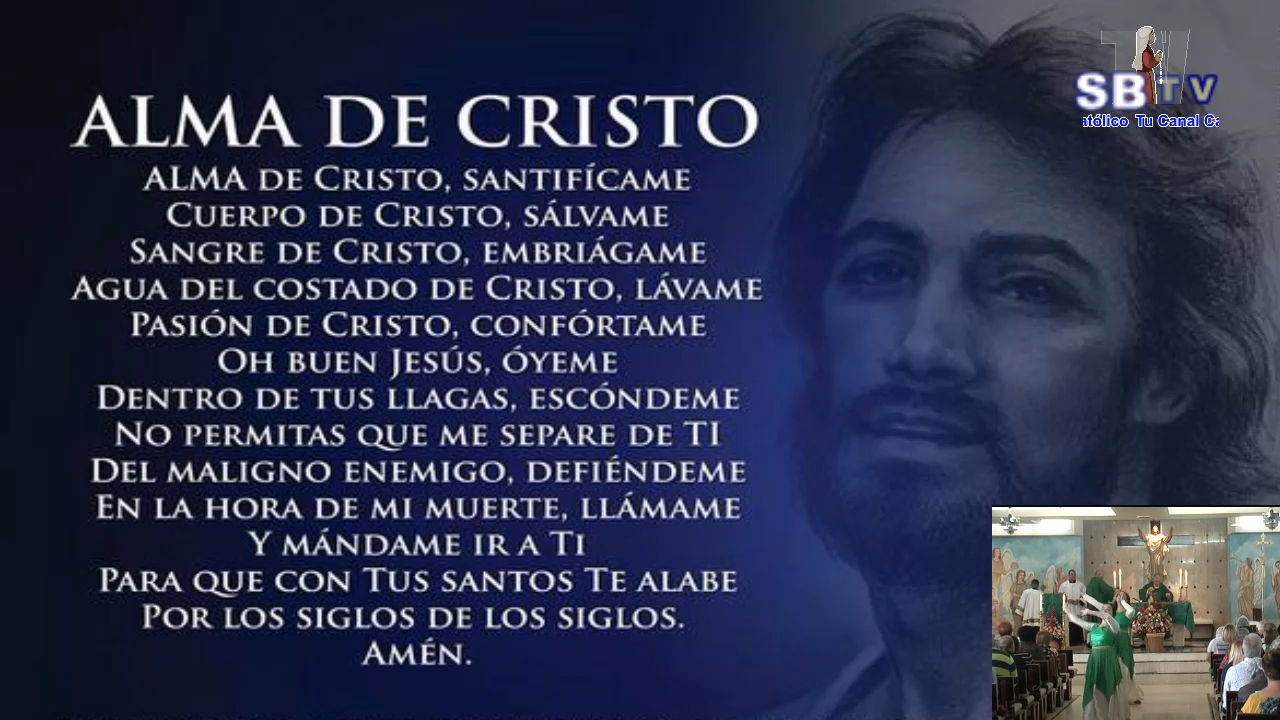 ALMA DE CRISTO
ALMA DE CRISTO, SANTIFÍCAME
CUERPO DE CRISTO, SÁLVAME
SANGRE DE CRISTO, EMBRIÁGAME
AGUA DEL COSTADO DE CRISTO, LÁVAME
PASIÓN DE CRISTO, CONFÓRTAME
OH BUEN JESÚS, ÓYEME
DENTRO DE TUS LLAGAS, ESCÓNDEME
NO PERMITAS QUE ME SEPARE DE TI
DEL MALIGNO ENEMIGO, DEFIÉNDEME
EN LA HORA DE MI MUERTE, LLÁMAME
Y MÁNDAME IR A TI
PARA QUE CON TUS SANTOS TE ALABE
POR LOS SIGLOS DE LOS SIGLOS.
AMÉN.
SBTV
atólico Tu Canal Ca